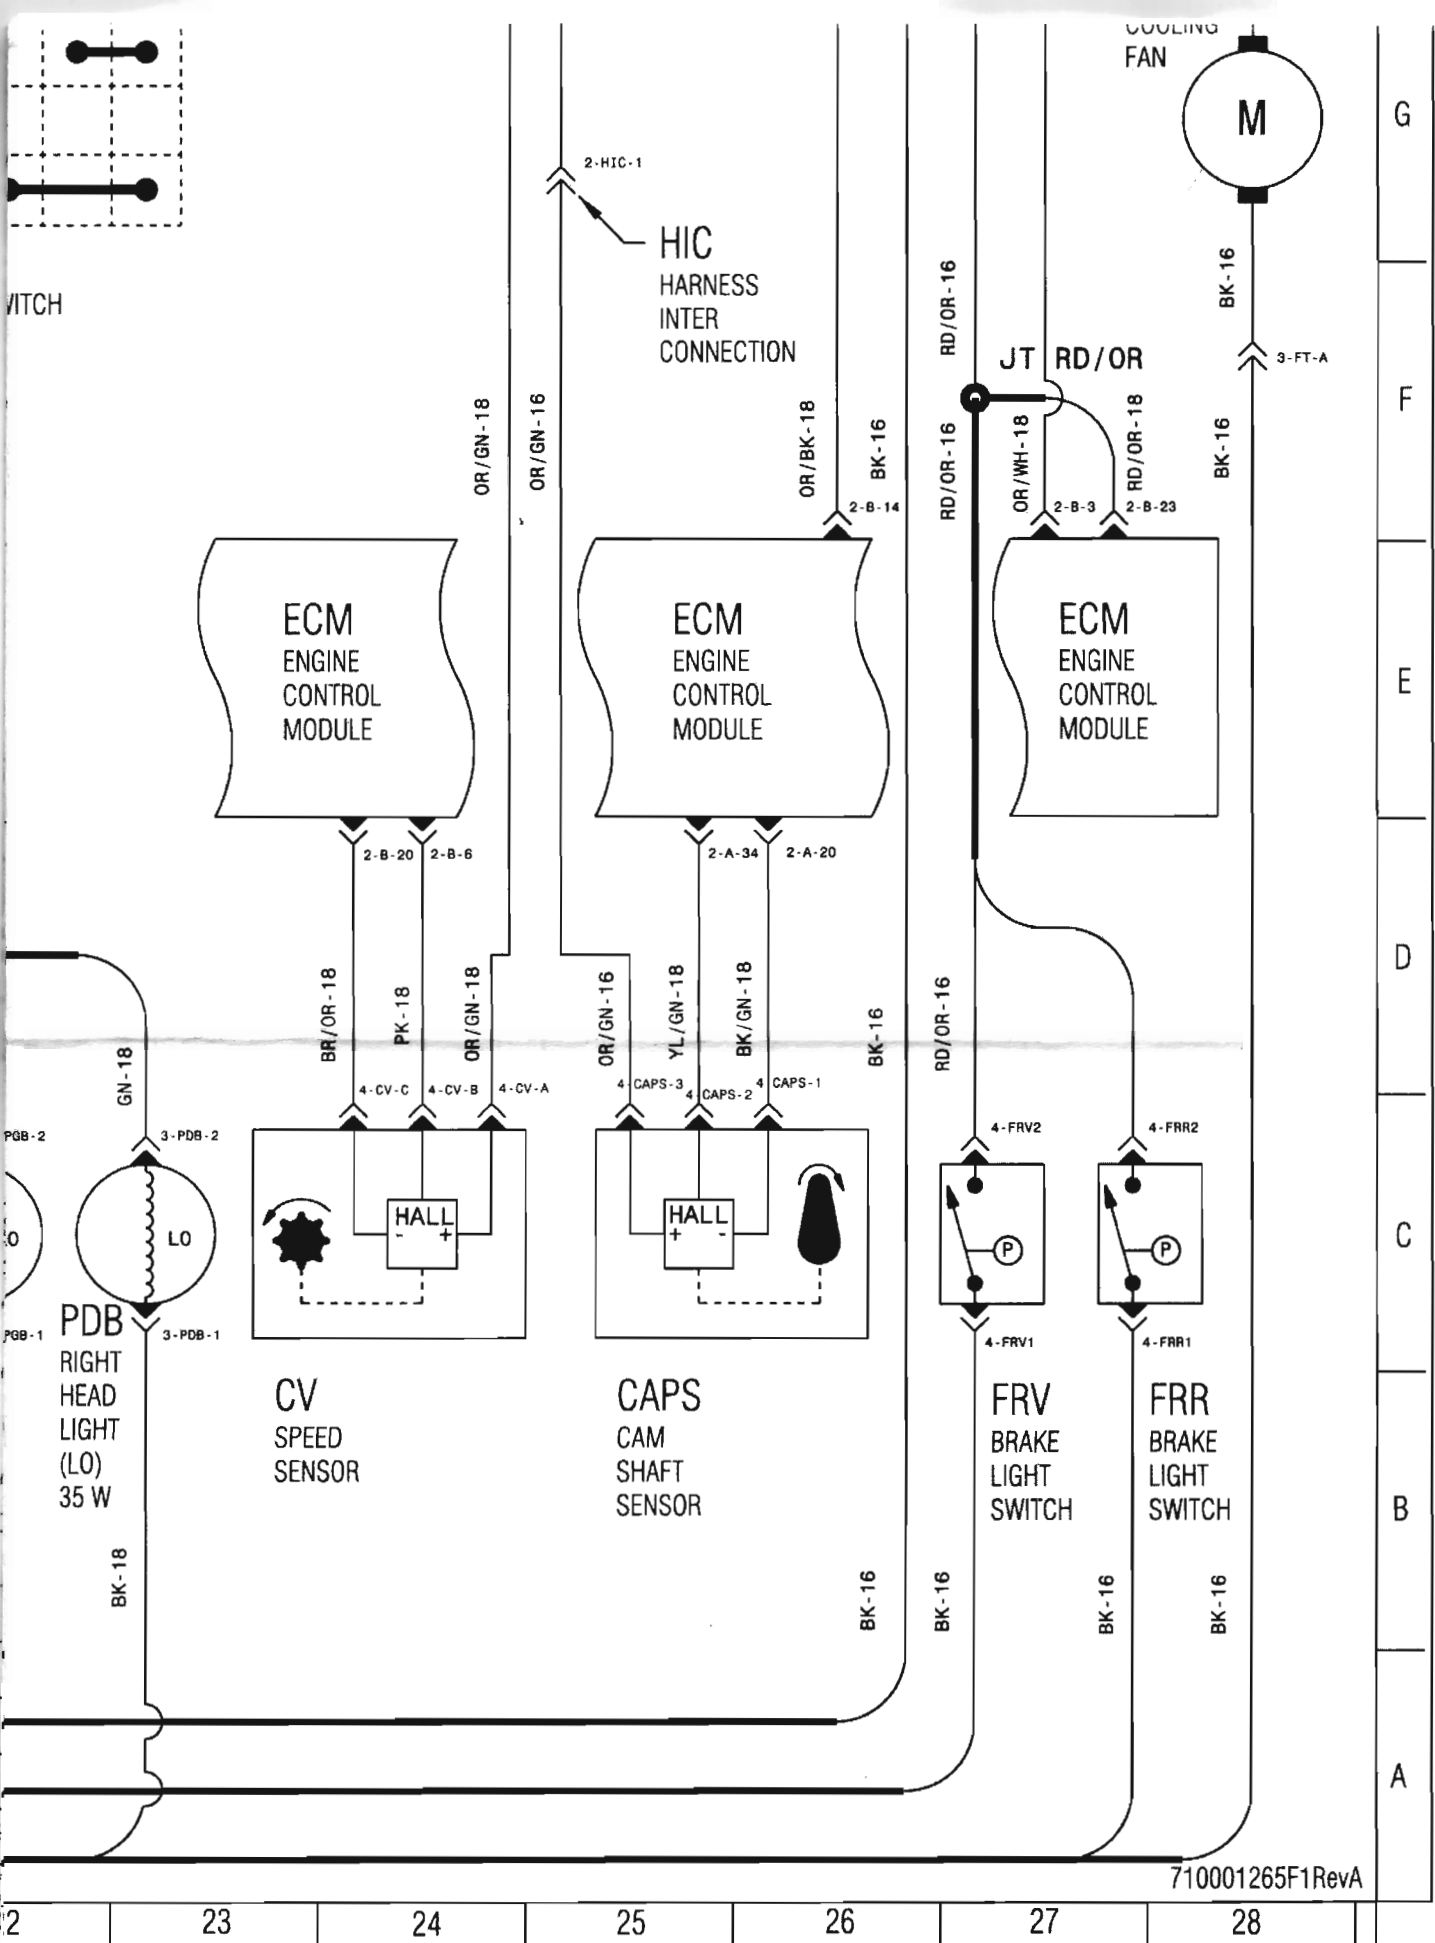 COOLING
FAN
M
G
2-HIC-1
HIC
HARNESS
INTER
CONNECTION
RD/OR-16
BK-16
JT RD/OR
3-FT-A
F
OR/GN-18
OR/GN-16
OR/BK-18
BK-16
RD/OR-16
OR/WH-18
RD/OR-18
BK-16
2-B-14
2-B-3
2-B-23
ECM
ENGINE
CONTROL
MODULE
ECM
ENGINE
CONTROL
MODULE
ECM
ENGINE
CONTROL
MODULE
E
2-B-20
2-B-6
2-A-34
2-A-20
D
BR/OR-18
PK-18
OR/GN-18
OR/GN-16
YL/GN-18
BK/GN-18
BK-16
RD/OR-16
GN-18
4-CV-C
4-CV-B
4-CV-A
4-CAPS-3
4-CAPS-2
4 CAPS-1
PGB-2
3-PDB-2
4-FRV2
4-FRR2
LO
HALL
- +
HALL
+ -
P
P
C
PGB-1
3-PDB-1
4-FRV1
4-FRR1
PDB
RIGHT
HEAD
LIGHT
(LO)
35 W
CV
SPEED
SENSOR
CAPS
CAM
SHAFT
SENSOR
FRV
BRAKE
LIGHT
SWITCH
FRR
BRAKE
LIGHT
SWITCH
B
BK-18
BK-16
BK-16
BK-16
BK-16
A
710001265F1RevA
23
24
25
26
27
28